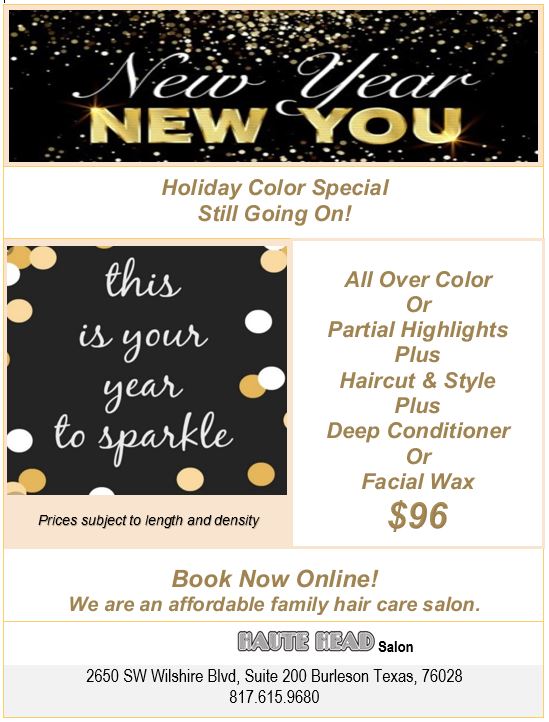 New Year
NEW YOU
Holiday Color Special
Still Going On!
this
is your
year
to sparkle
Prices subject to length and density
All Over Color
Or
Partial Highlights
Plus
Haircut & Style
Plus
Deep Conditioner
Or
Facial Wax
$96
Book Now Online!
We are an affordable family hair care salon.
HAUTE HEAD Salon
2650 SW Wilshire Blvd, Suite 200 Burleson Texas, 76028
817.615.9680